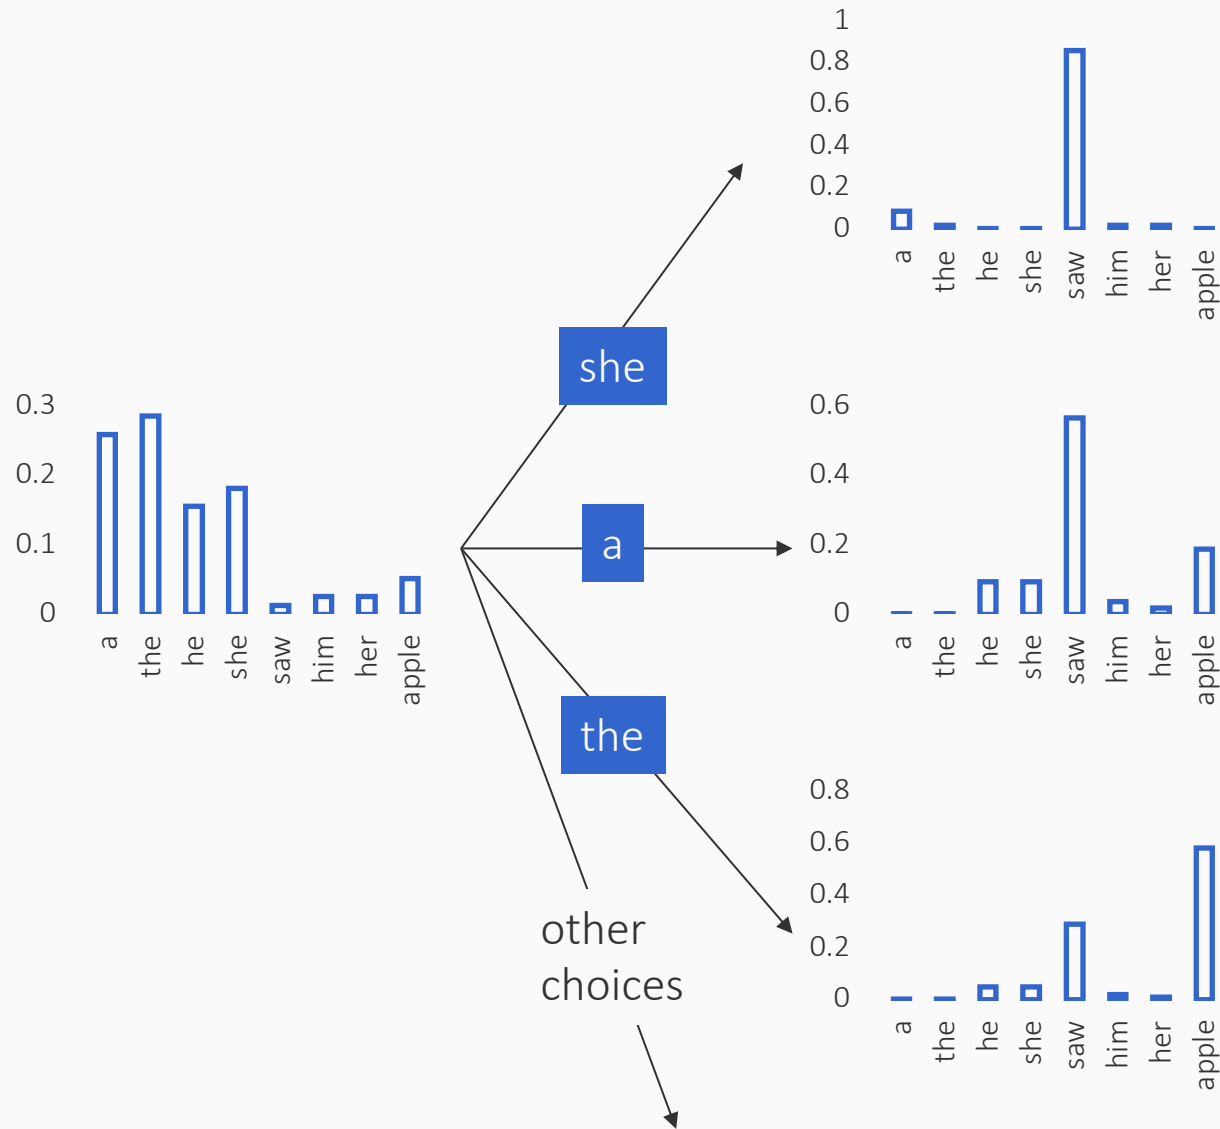 0.3
0.2
0.1
0
a
the
he
she
saw
him
her
apple
she
a
the
other
choices
1
0.8
0.6
0.4
0.2
0
a
the
he
she
saw
him
her
apple
0.6
0.4
0.2
0
a
the
he
she
saw
him
her
apple
0.8
0.6
0.4
0.2
0
a
the
he
she
saw
him
her
apple